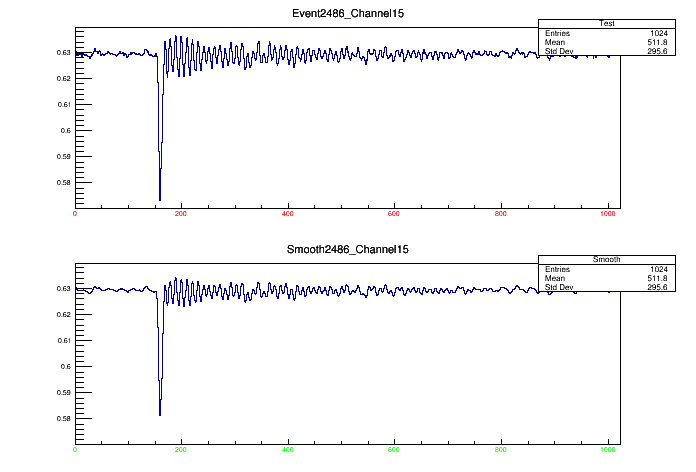 Event2486_Channel15
Test
Entries 1024
Mean 511.8
Std Dev 295.6
0.63
0.62
0.61
0.6
0.59
0.58
0 200 400 600 800 1000
Smooth2486_Channel15
Smooth
Entries 1024
Mean 511.8
Std Dev 295.6
0.63
0.62
0.61
0.6
0.59
0.58
0 200 400 600 800 1000